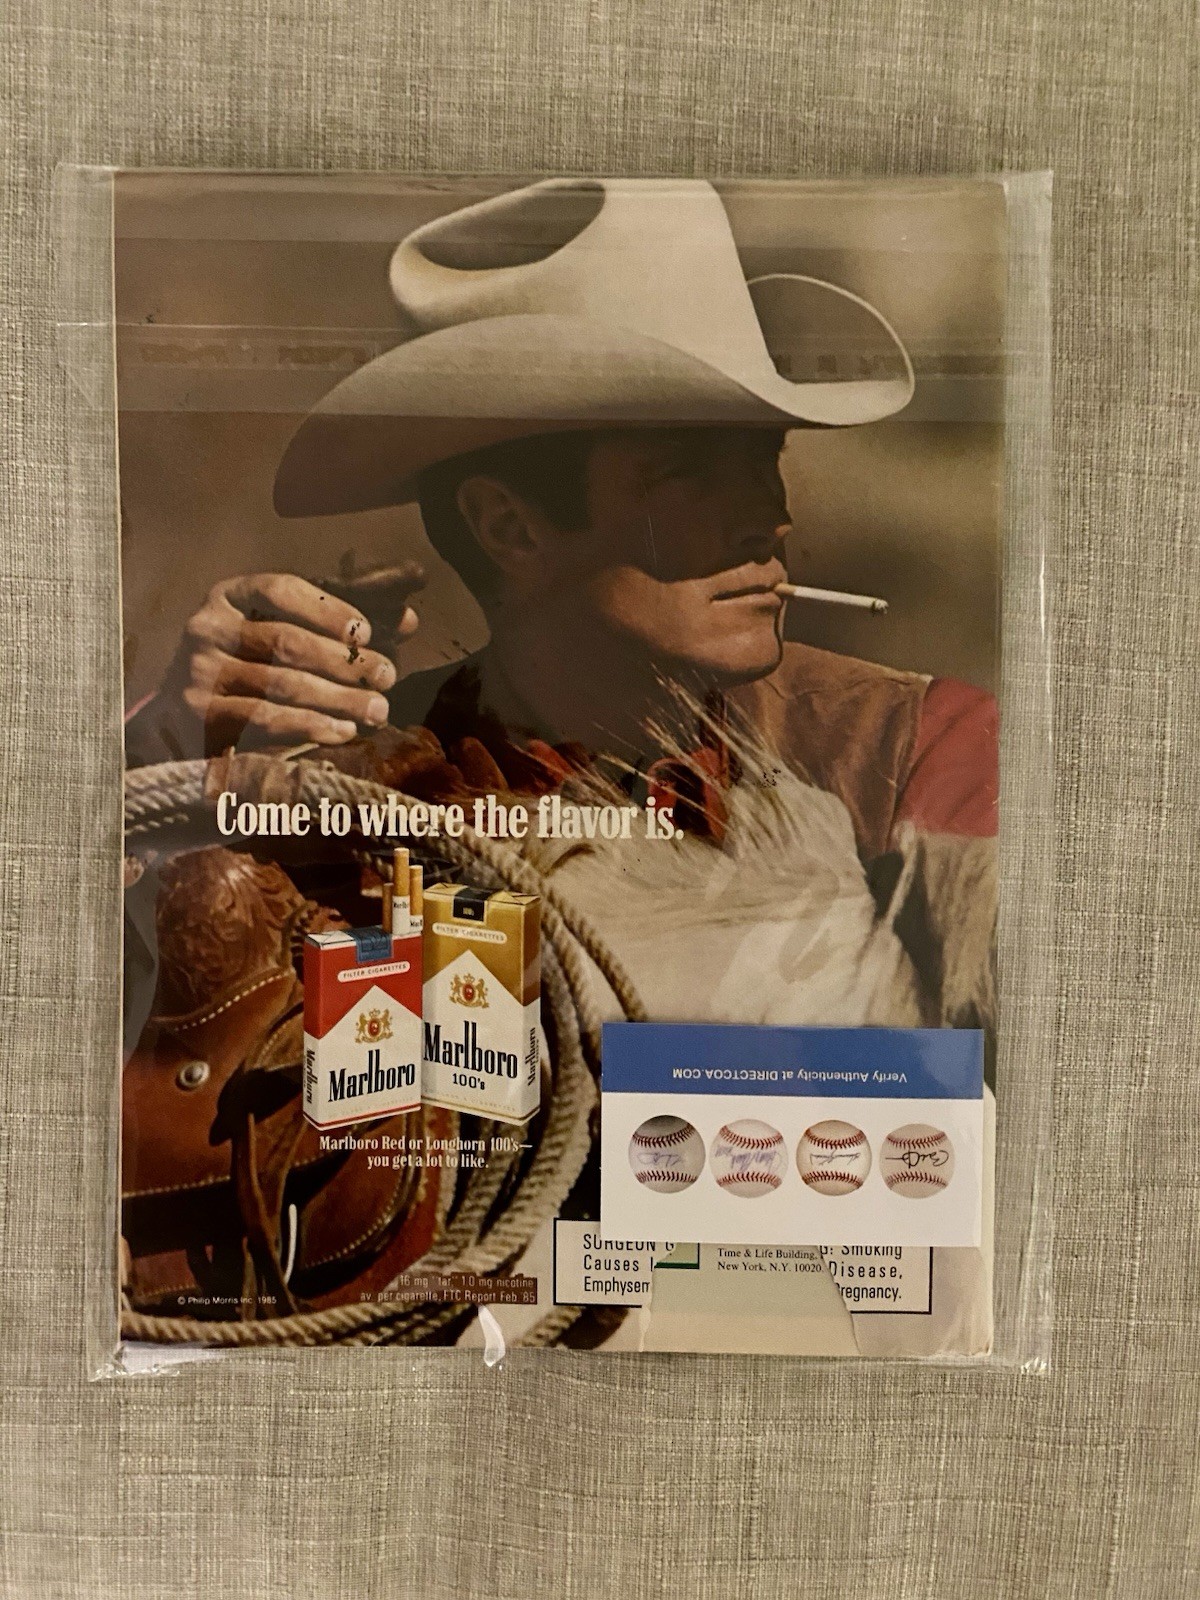 Come to where the flavor is.
FILTER CIGARETTES
FILTER CIGARETTES
Marlboro
Marlboro
Marlboro
100's
Marlboro
Marlboro Red or Longhorn 100's—
you get a lot to like.
Verify Authenticity at DIRECTCOA.COM
SURGEON G
G: Smoking
Causes
Disease,
Emphysem
regnancy.
Time & Life Building,
New York, N.Y. 10020.
16 mg "tar," 1.0 mg nicotine
av. per cigarette, FTC Report Feb. '85
© Philip Morris Inc. 1985